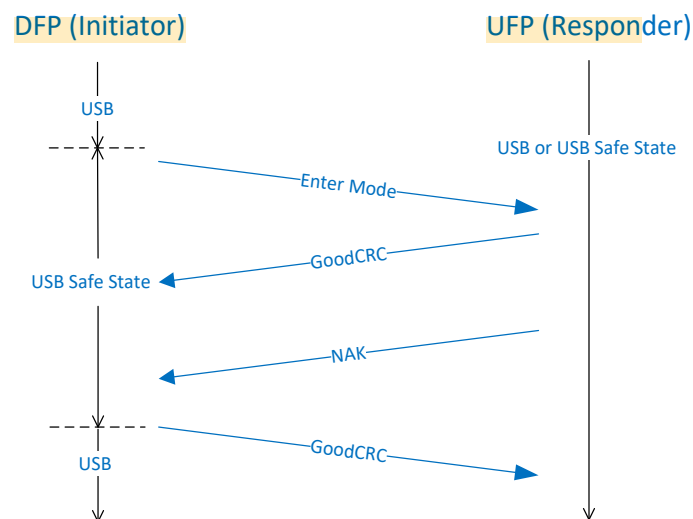 DFP (Initiator)
UFP (Responder)
USB
USB or USB Safe State
Enter Mode
GoodCRC
USB Safe State
NAK
GoodCRC
USB